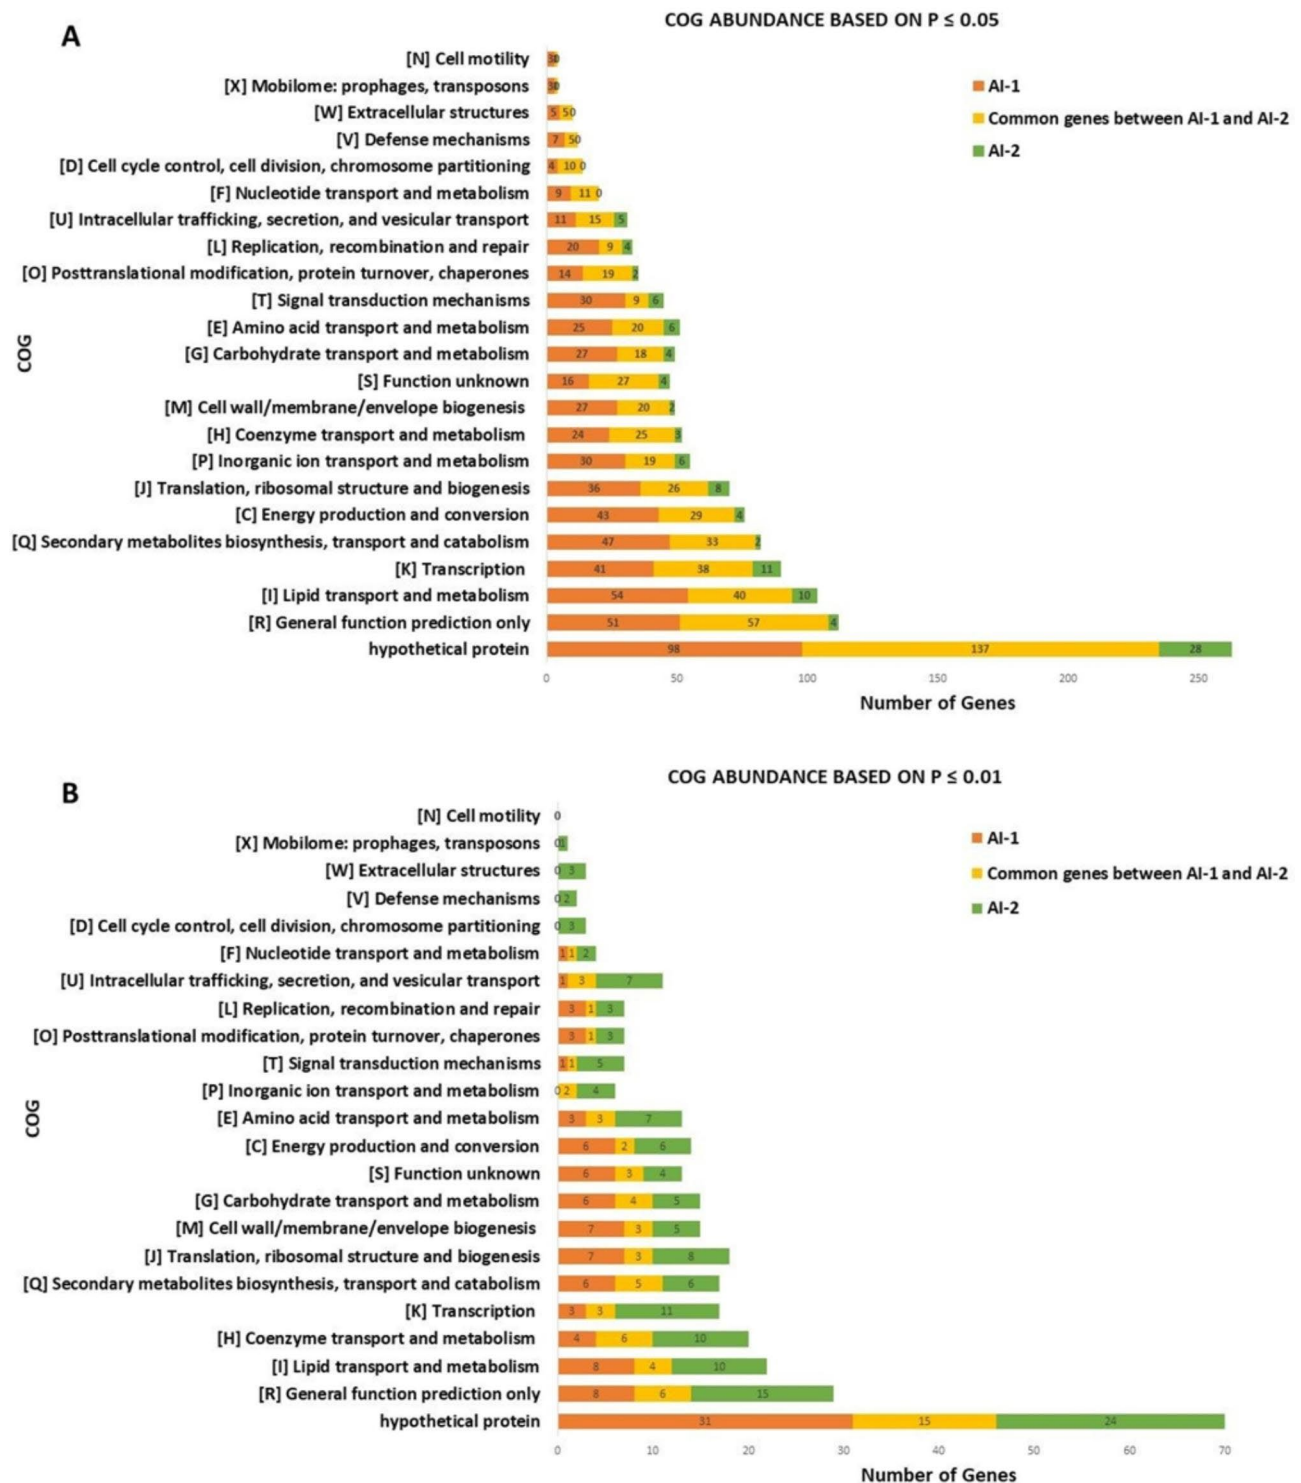 COG ABUNDANCE BASED ON P ≤ 0.05
A
[N] Cell motility
[X] Mobilome: prophages, transposons
[W] Extracellular structures 5 5 0
[V] Defense mechanisms 7 5 0
[D] Cell cycle control, cell division, chromosome partitioning 4 10 0
[F] Nucleotide transport and metabolism 9 11 0
[U] Intracellular trafficking, secretion, and vesicular transport 11 15 5
[L] Replication, recombination and repair 20 9 4
[O] Posttranslational modification, protein turnover, chaperones 14 19 2
[T] Signal transduction mechanisms 30 9 6
[E] Amino acid transport and metabolism 25 20 6
[G] Carbohydrate transport and metabolism 27 18 4
[S] Function unknown 16 27 4
[M] Cell wall/membrane/envelope biogenesis 27 20 2
[H] Coenzyme transport and metabolism 24 25 3
[P] Inorganic ion transport and metabolism 30 19 6
[J] Translation, ribosomal structure and biogenesis 36 26 8
[C] Energy production and conversion 43 29 4
[Q] Secondary metabolites biosynthesis, transport and catabolism 47 33 2
[K] Transcription 41 38 11
[I] Lipid transport and metabolism 54 40 10
[R] General function prediction only 51 57 4
hypothetical protein 98 137 28
COG
0 50 100 150 200 250
Number of Genes
AI-1
Common genes between AI-1 and AI-2
AI-2
COG ABUNDANCE BASED ON P ≤ 0.01
B
[N] Cell motility 0
[X] Mobilome: prophages, transposons 0 1
[W] Extracellular structures 0 3
[V] Defense mechanisms 0 2
[D] Cell cycle control, cell division, chromosome partitioning 0 3
[F] Nucleotide transport and metabolism 1 1 2
[U] Intracellular trafficking, secretion, and vesicular transport 1 3 7
[L] Replication, recombination and repair 3 1 3
[O] Posttranslational modification, protein turnover, chaperones 3 1 3
[T] Signal transduction mechanisms 1 1 5
[P] Inorganic ion transport and metabolism 0 2 4
[E] Amino acid transport and metabolism 3 3 7
[C] Energy production and conversion 6 2 6
[S] Function unknown 6 3 4
[G] Carbohydrate transport and metabolism 6 4 5
[M] Cell wall/membrane/envelope biogenesis 7 3 5
[J] Translation, ribosomal structure and biogenesis 7 3 8
[Q] Secondary metabolites biosynthesis, transport and catabolism 6 5 6
[K] Transcription 3 3 11
[H] Coenzyme transport and metabolism 4 6 10
[I] Lipid transport and metabolism 8 4 10
[R] General function prediction only 8 6 15
hypothetical protein 31 15 24
COG
0 10 20 30 40 50 60 70
Number of Genes
AI-1
Common genes between AI-1 and AI-2
AI-2